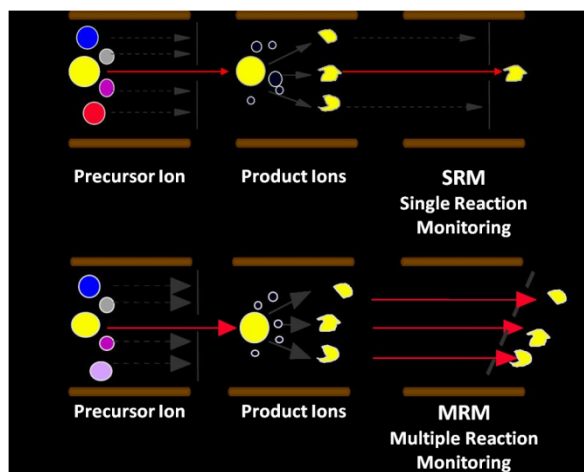 Precursor Ion Product Ions SRM
Single Reaction
Monitoring
Precursor Ion Product Ions MRM
Multiple Reaction
Monitoring